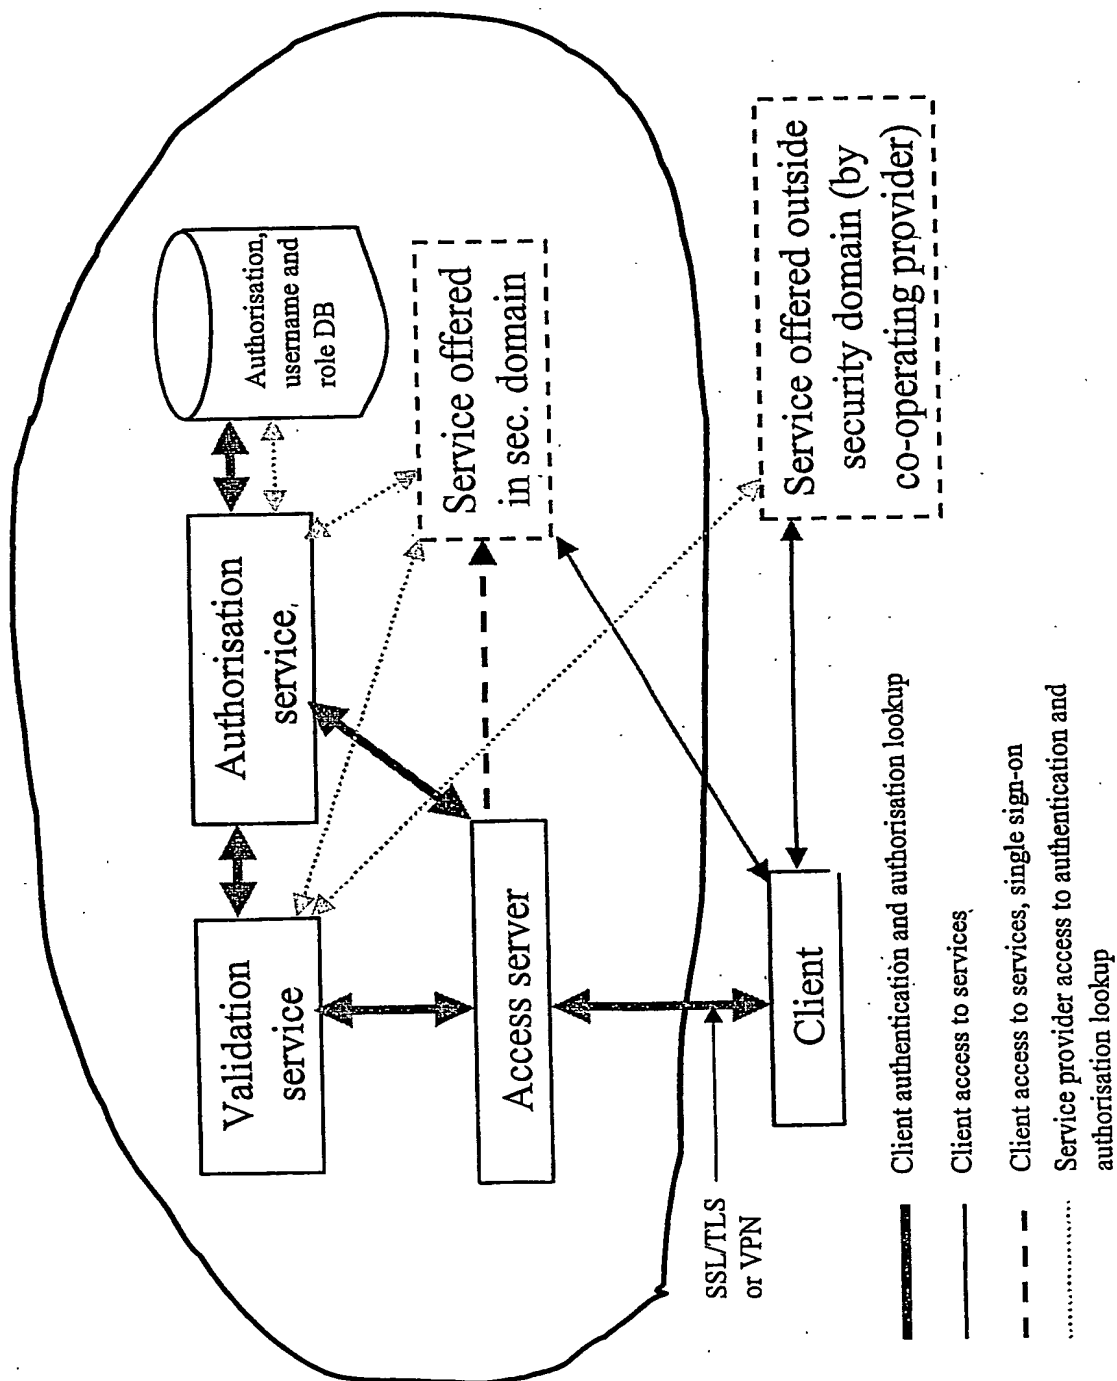 Validation
service
Authorisation
service,
Authorisation,
username and
role DB
Access server
Service offered
in sec. domain
SSL/TLS
or VPN
Client
Service offered outside
security domain (by
co-operating provider)
Client authentication and authorisation lookup
Client access to services
Client access to services, single sign-on
Service provider access to authentication and
authorisation lookup